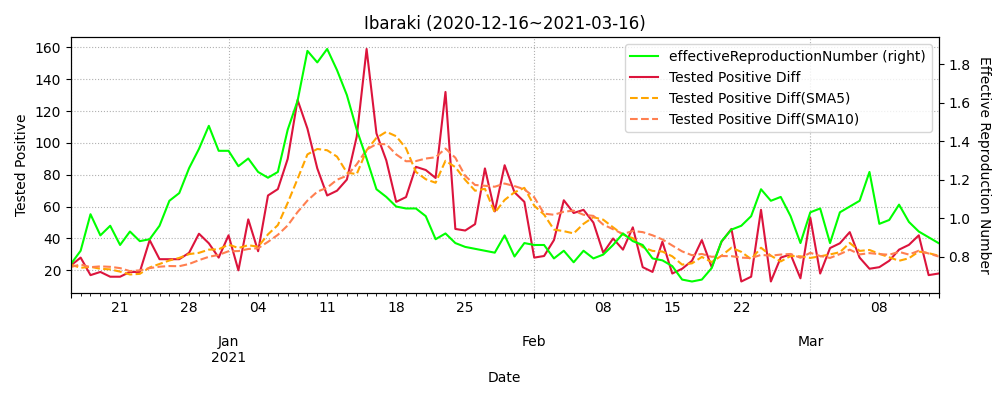 Ibaraki (2020-12-16~2021-03-16)
effectiveReproductionNumber (right)
Tested Positive Diff
Tested Positive Diff(SMA5)
Tested Positive Diff(SMA10)
Tested Positive
160
140
120
100
80
60
40
20
1.8
1.6
1.4
1.2
1.0
0.8
Effective Reproduction Number
21 28 04 11 18 25 08 15 22 08
Jan Feb Mar
2021
Date